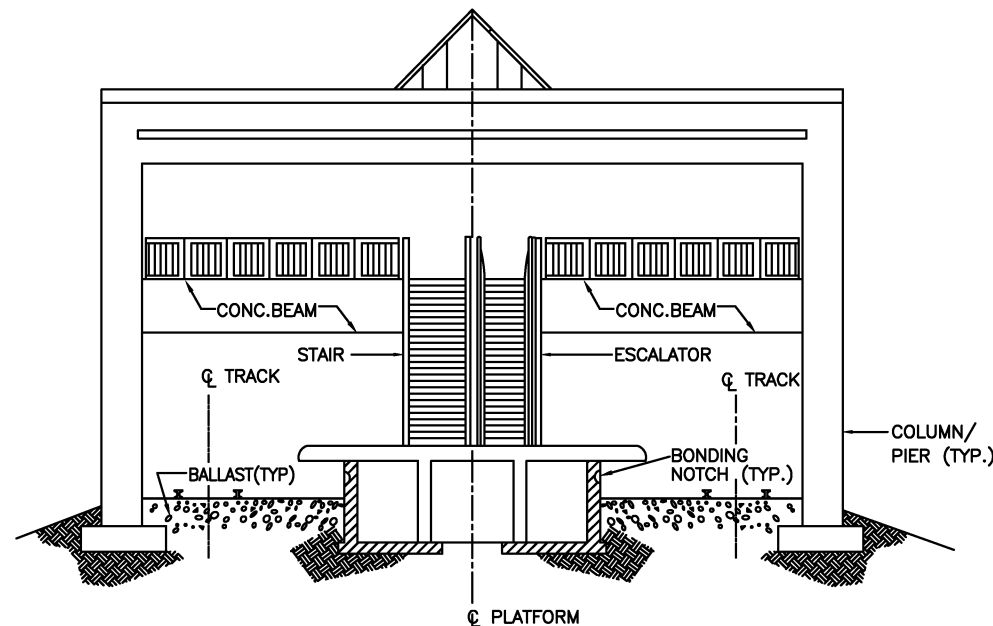 CONC.BEAM
CONC.BEAM
STAIR
ESCALATOR
℄ TRACK
℄ TRACK
COLUMN/
PIER (TYP.)
BALLAST(TYP)
BONDING
NOTCH (TYP.)
℄ PLATFORM